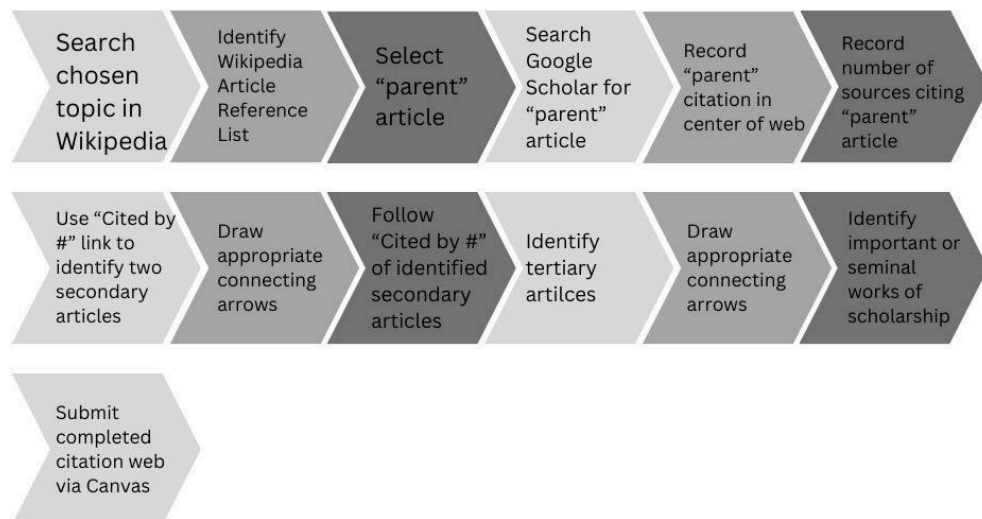 Search
chosen
topic in
Wikipedia
Identify
Wikipedia
Article
Reference
List
Select
“parent”
article
Search
Google
Scholar for
“parent”
article
Record
“parent”
citation in
center of web
Record
number of
sources citing
“parent”
article
Use “Cited by
#” link to
identify two
secondary
articles
Draw
appropriate
connecting
arrows
Follow
“Cited by #”
of identified
secondary
articles
Identify
tertiary
artilces
Draw
appropriate
connecting
arrows
Identify
important or
seminal
works of
scholarship
Submit
completed
citation web
via Canvas